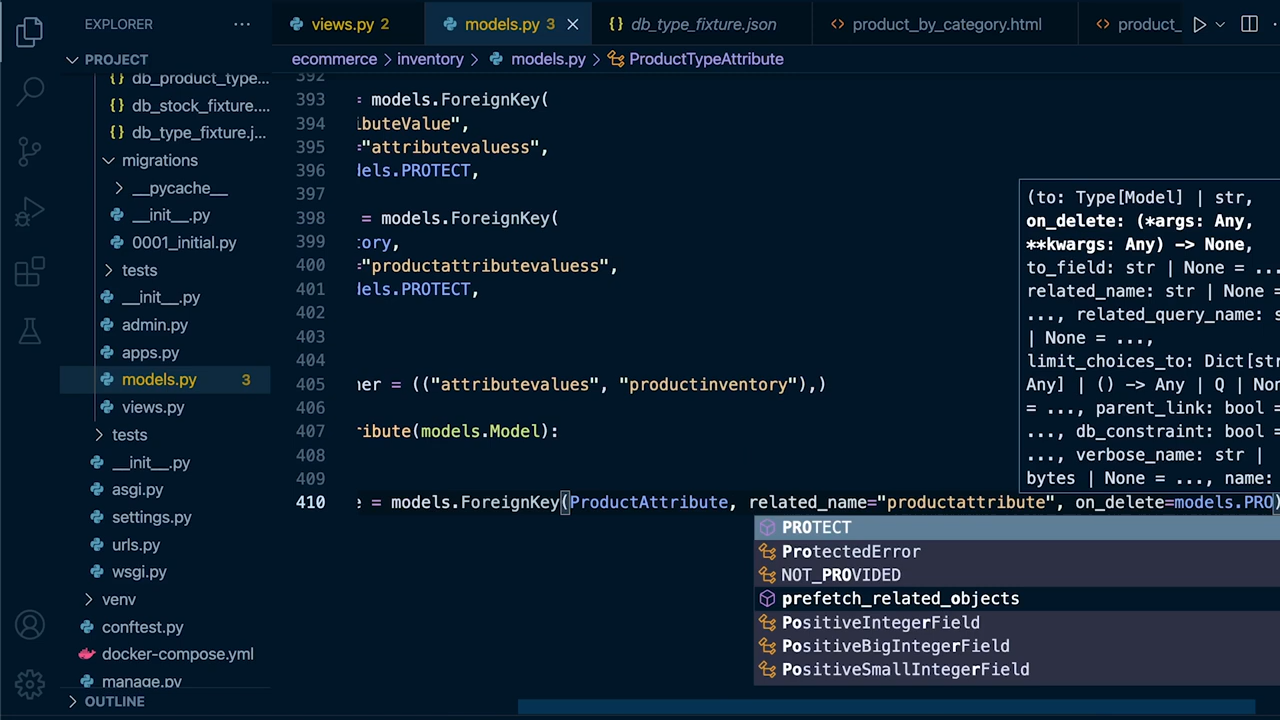 EXPLORER
PROJECT
db_product_type...
db_stock_fixture....
db_type_fixture.j...
migrations
__pycache__
__init__.py
0001_initial.py
tests
__init__.py
admin.py
apps.py
models.py 3
views.py
tests
__init__.py
asgi.py
settings.py
urls.py
wsgi.py
venv
conftest.py
docker-compose.yml
manage.py
OUTLINE
views.py 2 models.py 3 db_type_fixture.json product_by_category.html product_
ecommerce > inventory > models.py > ProductTypeAttribute
392
393 = models.ForeignKey(
394 ibuteValue",
395 ="attributevaluess",
396 dels.PROTECT,
397
398 = models.ForeignKey(
399 tory,
400 ="productattributevaluess",
401 dels.PROTECT,
402
403
404
405 her = (("attributevalues", "productinventory"),)
406
407 ribute(models.Model):
408
409
410 e = models.ForeignKey(ProductAttribute, related_name="productattribute", on_delete=models.PRO)
PROTECT
ProtectedError
NOT_PROVIDED
prefetch_related_objects
PositiveIntegerField
PositiveBigIntegerField
PositiveSmallIntegerField
(to: Type[Model] | str,
on_delete: (*args: Any,
**kwargs: Any) -> None,
to_field: str | None = ...,
related_name: str | None =
..., related_query_name: s
| None = ...,
limit_choices_to: Dict[str
Any] | () -> Any | Q | Non
= ..., parent_link: bool =
..., db_constraint: bool =
..., verbose_name: str |
bytes | None = ..., name: